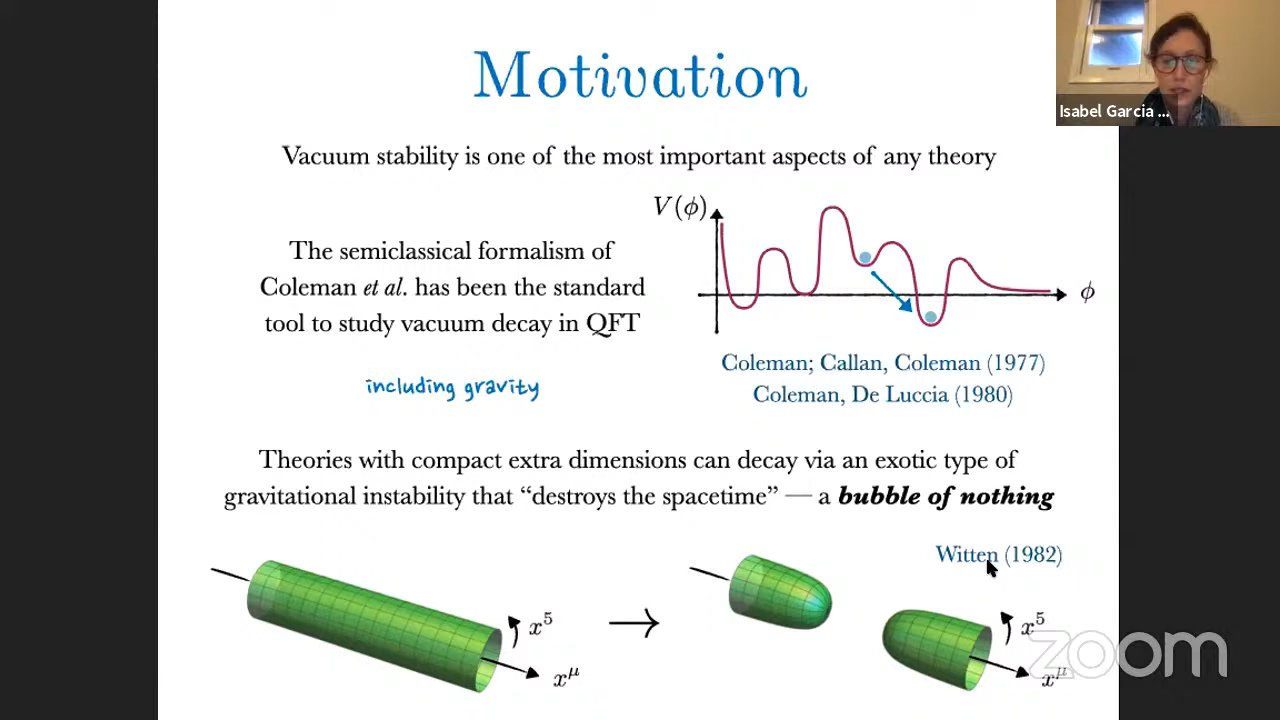 Motivation
Isabel Garcia ...
Vacuum stability is one of the most important aspects of any theory
V(ϕ)
The semiclassical formalism of
Coleman et al. has been the standard
tool to study vacuum decay in QFT
ϕ
including gravity
Coleman; Callan, Coleman (1977)
Coleman, De Luccia (1980)
Theories with compact extra dimensions can decay via an exotic type of
gravitational instability that “destroys the spacetime” — a bubble of nothing
Witten (1982)
x⁵
x^μ
x⁵
x^μ
zoom